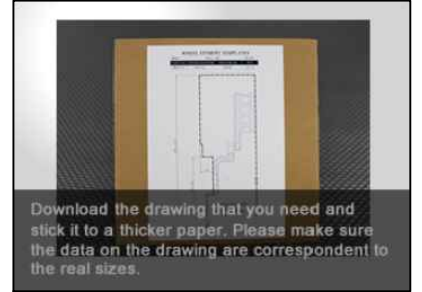 Download the drawing that you need and
stick it to a thicker paper. Please make sure
the data on the drawing are correspondent to
the real sizes.